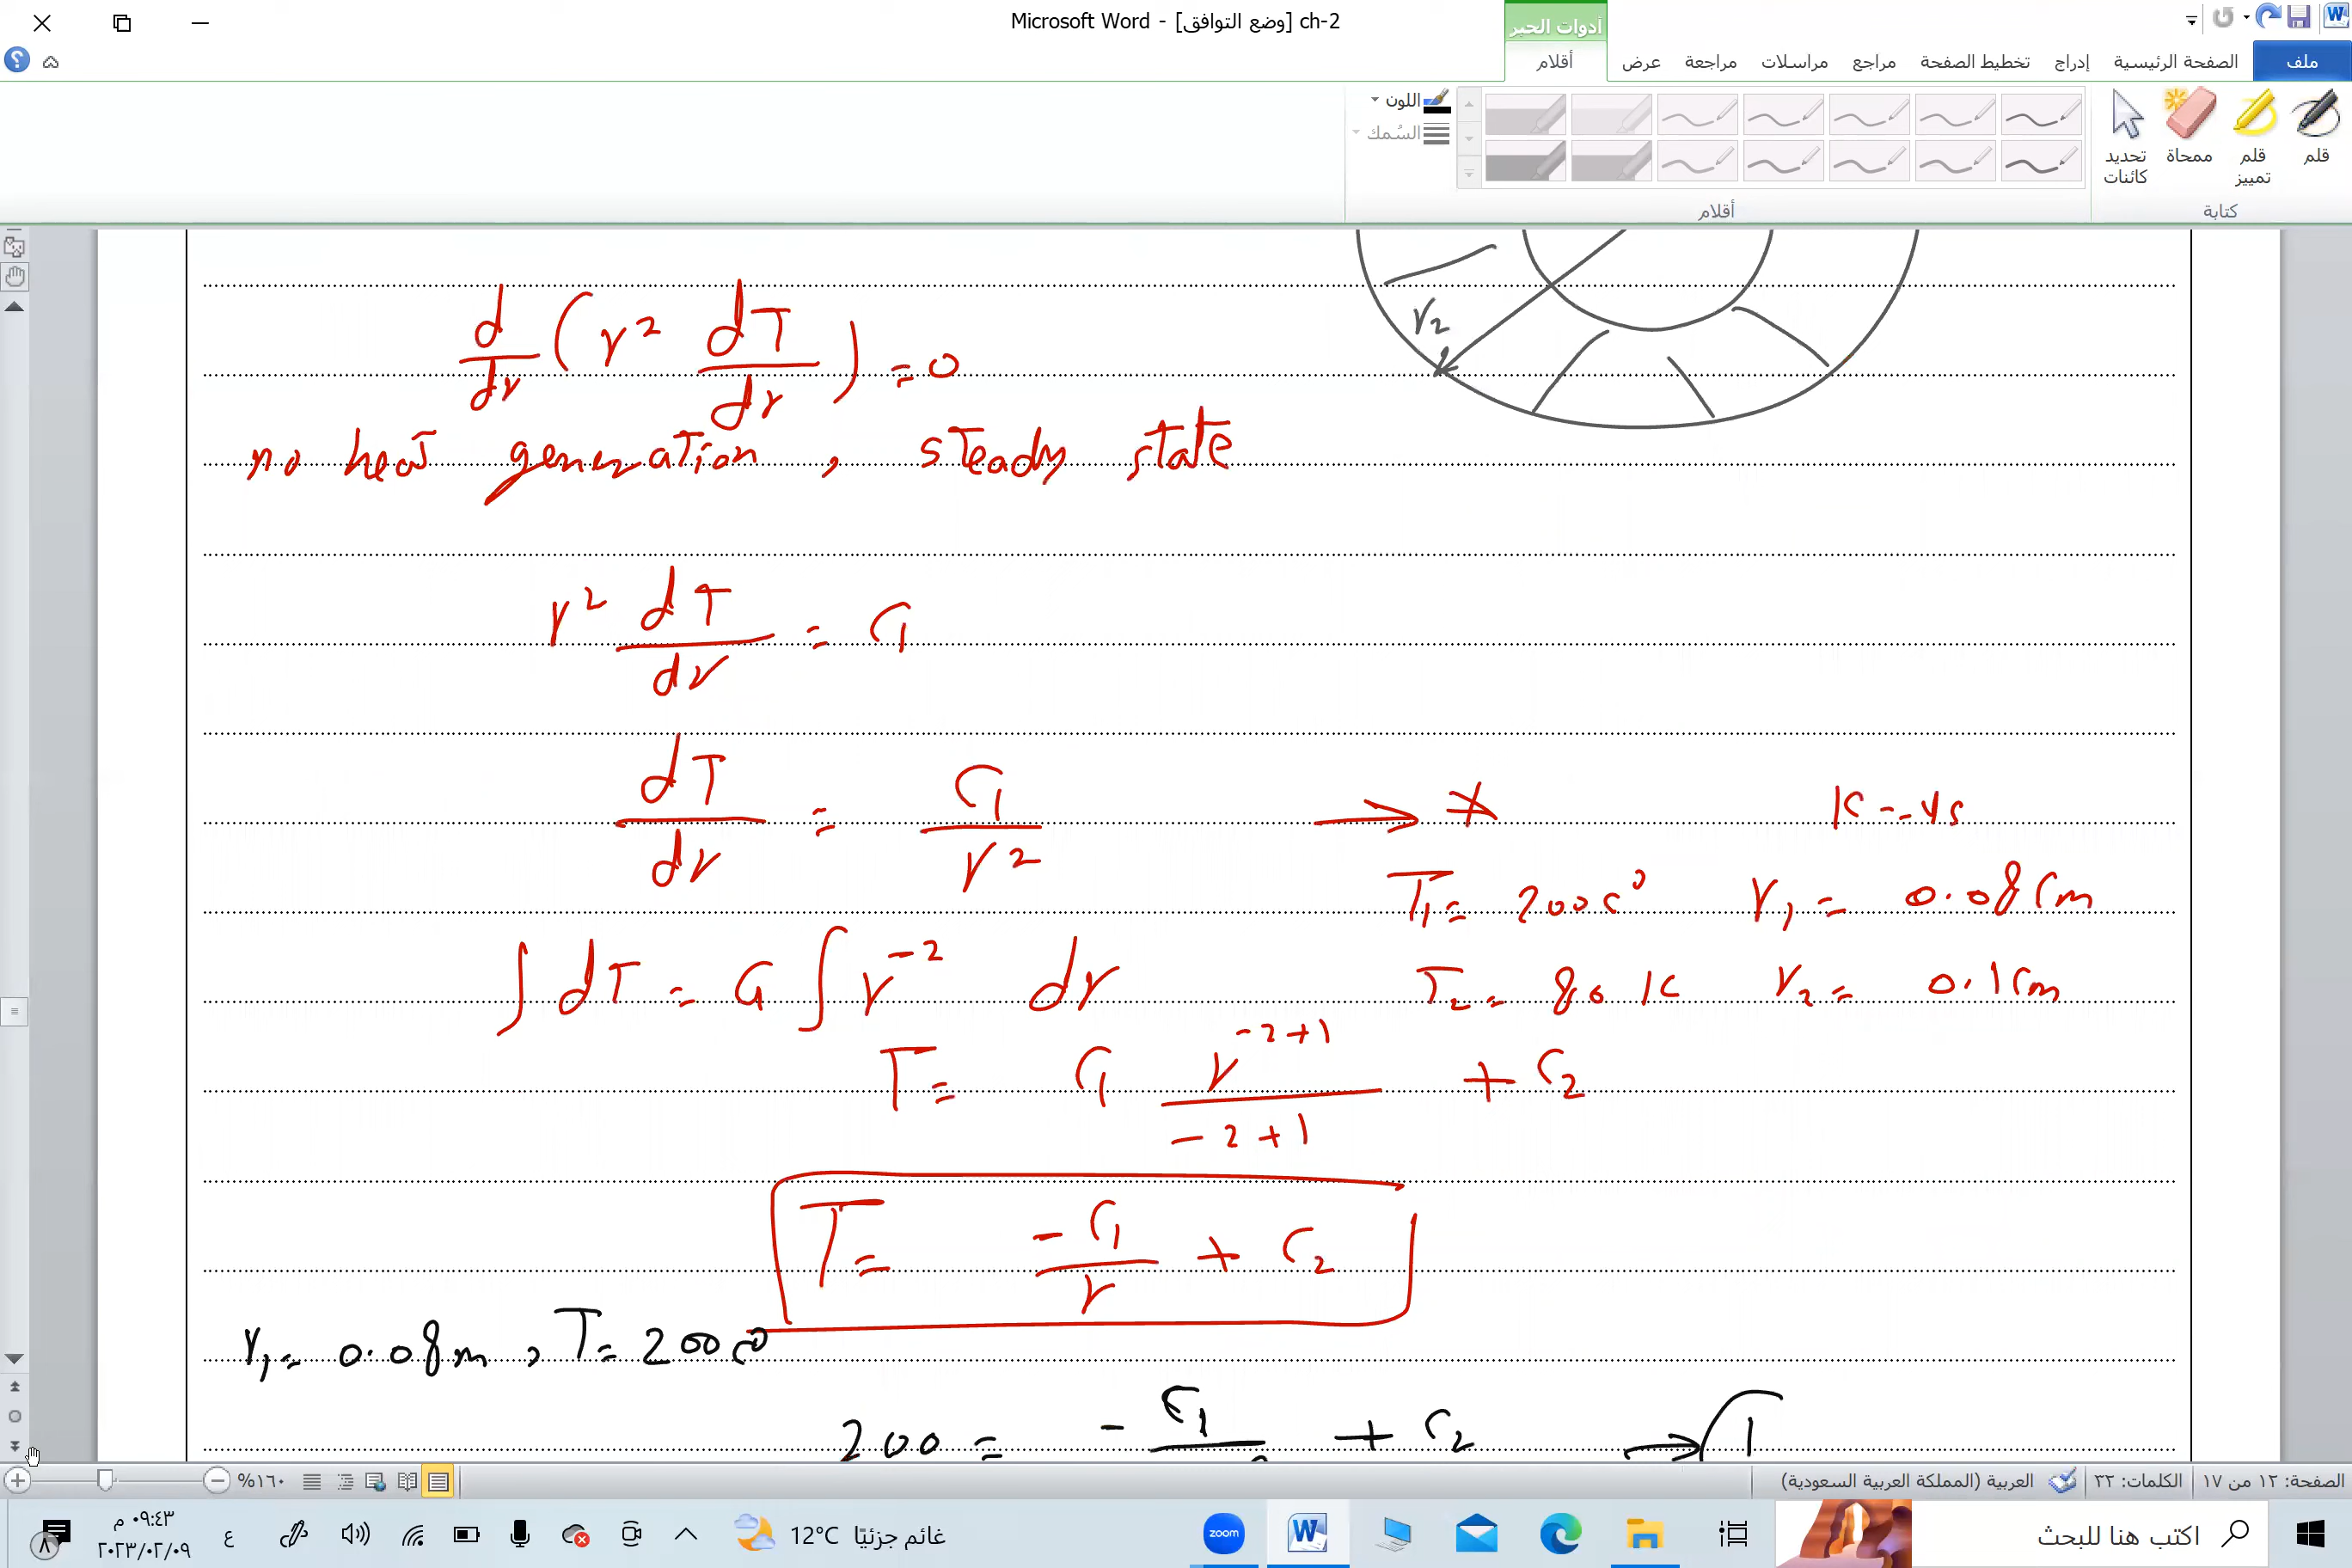 ch-2 [وضع التوافق] - Microsoft Word
أدوات الحبر
ملف
الصفحة الرئيسية
إدراج
تخطيط الصفحة
مراجع
مراسلات
مراجعة
عرض
أقلام
قلم
قلم تمييز
ممحاة
تحديد كائنات
اللون
السُمك
كتابة
أقلام
r2
d/dr (r² dT/dr) = 0
no heat generation, steady state
r² dT/dr = C1
dT/dr = C1/r² → *
T1 = 200 C° r1 = 0.08 Cm
∫dT = C1 ∫r⁻² dr
T2 = 80 K r2 = 0.1 Cm
T = C1 r⁻²⁺¹/-2+1 + C2
T = -C1/r + C2
r1 = 0.08 m , T = 200 C°
200 = - C1 + C2 → 1
الصفحة: ١٢ من ١٧
الكلمات: ٣٢
العربية (المملكة العربية السعودية)
%١٦٠
اكتب هنا للبحث
zoom
12°C غائم جزئيًا
ع
٠٩:٤٣ م
٢٠٢٣/٠٢/٠٩
٨